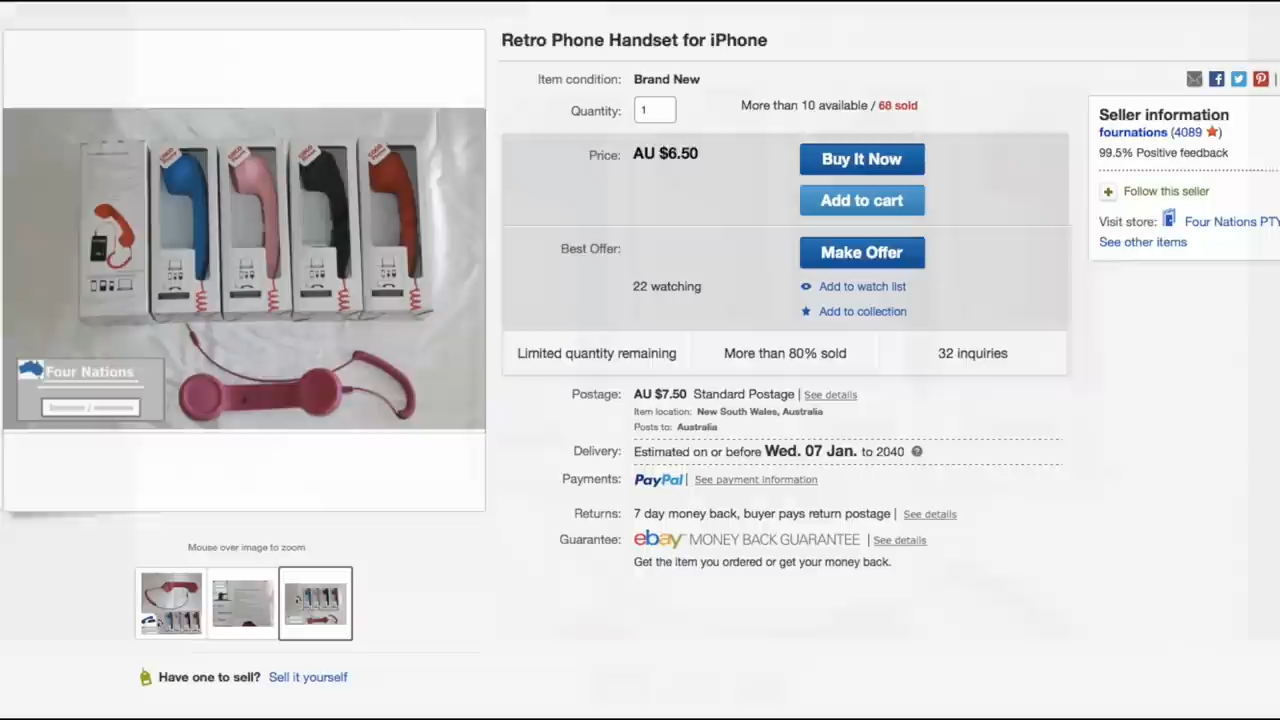 Retro Phone Handset for iPhone
Item condition: Brand New
Quantity: 1 More than 10 available / 68 sold
Price: AU $6.50
Buy It Now
Add to cart
Best Offer:
Make Offer
22 watching
Add to watch list
Add to collection
Limited quantity remaining More than 80% sold 32 inquiries
Postage: AU $7.50 Standard Postage | See details
Item location: New South Wales, Australia
Posts to: Australia
Delivery: Estimated on or before Wed. 07 Jan. to 2040
Payments: PayPal | See payment information
Returns: 7 day money back, buyer pays return postage | See details
Guarantee: ebay MONEY BACK GUARANTEE | See details
Get the item you ordered or get your money back.
Seller information
fournations (4089)
99.5% Positive feedback
Follow this seller
Visit store: Four Nations PTY
See other items
Four Nations
Mouse over image to zoom
Have one to sell? Sell it yourself